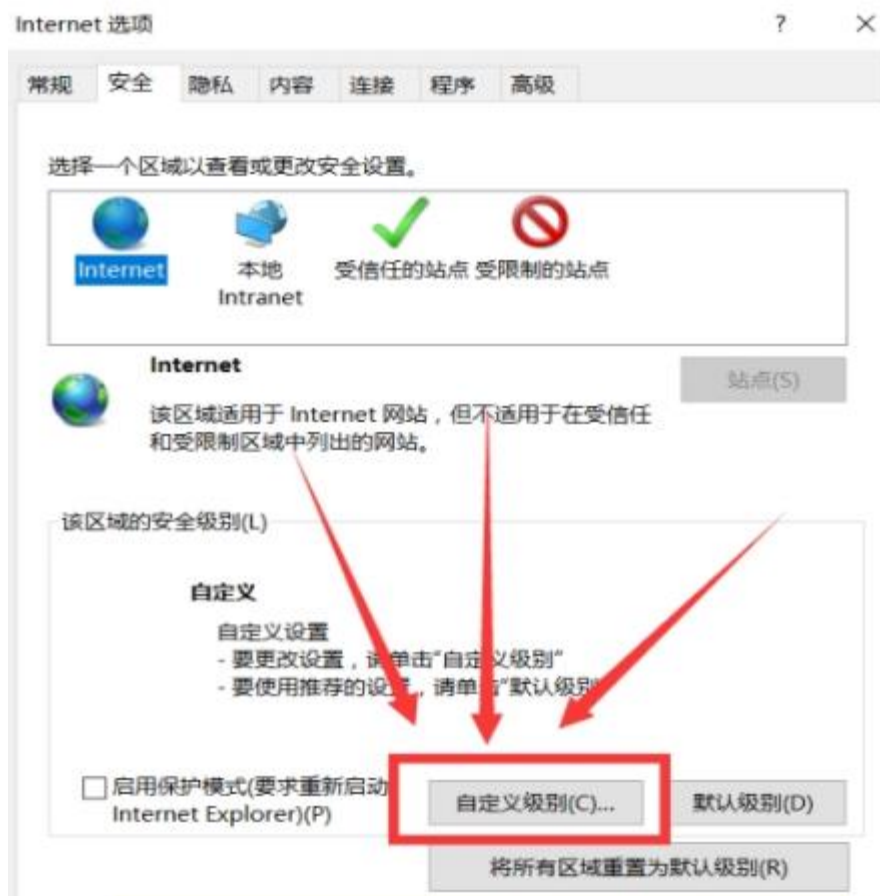 Internet 选项
?
常规 安全 隐私 内容 连接 程序 高级
选择一个区域以查看或更改安全设置。
Internet
本地
Intranet
受信任的站点
受限制的站点
Internet
站点(S)
该区域适用于 Internet 网站，但不适用于在受信任
和受限制区域中列出的网站。
该区域的安全级别(L)
自定义
自定义设置
- 要更改设置，请单击“自定义级别”
- 要使用推荐的设置，请单击“默认级别
启用保护模式(要求重新启动
Internet Explorer)(P)
自定义级别(C)...
默认级别(D)
将所有区域重置为默认级别(R)